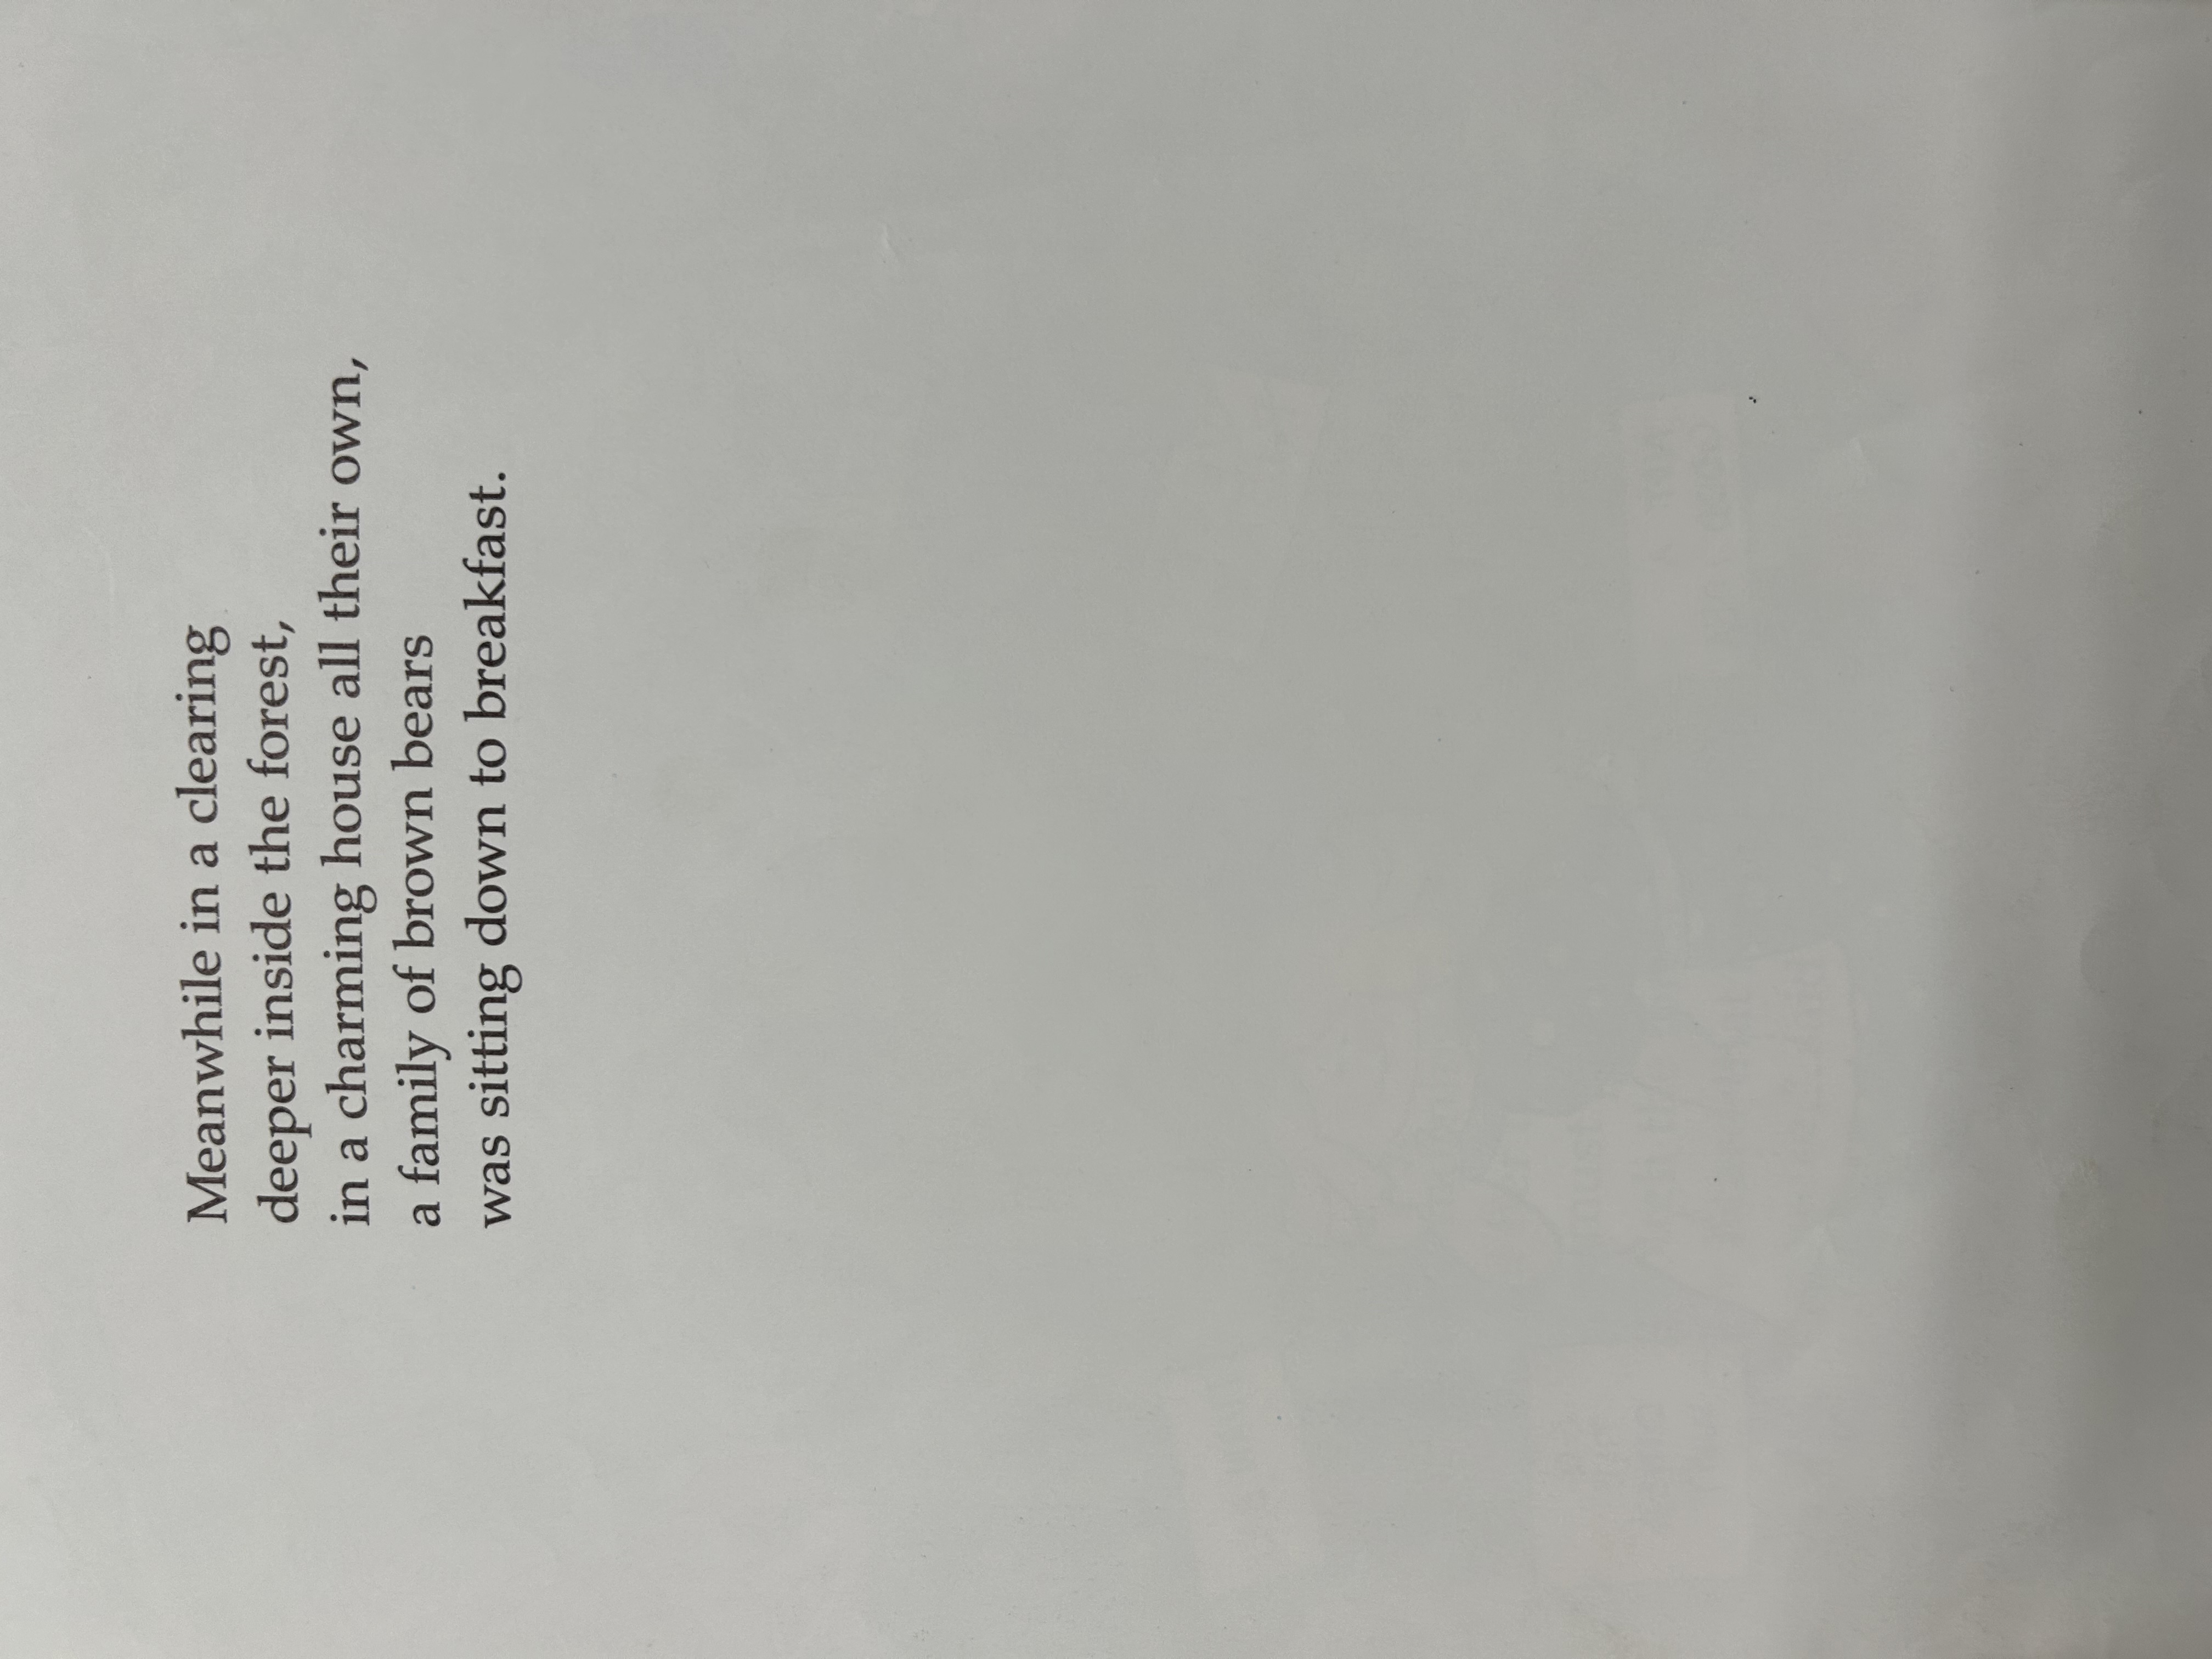 Meanwhile in a clearing
deeper inside the forest,
in a charming house all their own,
a family of brown bears
was sitting down to breakfast.